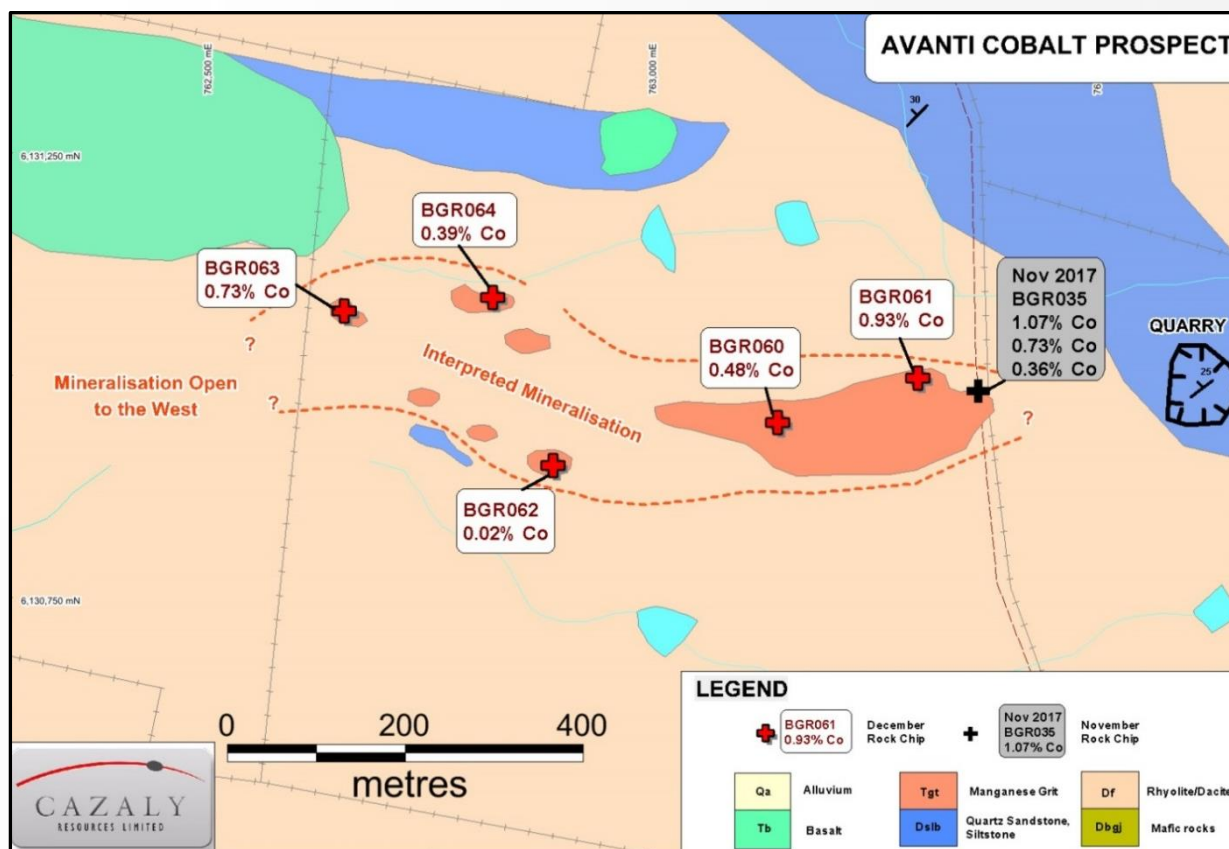 AVANTI COBALT PROSPECT
762,500 mE
763,000 mE
6,131,250 mN
30
BGR064
0.39% Co
BGR063
0.73% Co
BGR061
0.93% Co
Nov 2017
BGR035
1.07% Co
0.73% Co
0.36% Co
QUARRY
25
BGR060
0.48% Co
?
Interpreted Mineralisation
Mineralisation Open
to the West
?
?
BGR062
0.02% Co
6,130,750 mN
0 200 400
metres
CAZALY
RESOURCES LIMITED
LEGEND
BGR061
0.93% Co
December
Rock Chip
Nov 2017
BGR035
1.07% Co
November
Rock Chip
Qa Alluvium
Tgt Manganese Grit
Df Rhyolite/Dacite
Tb Basalt
Dslb Quartz Sandstone,
Siltstone
Dbgj Mafic rocks